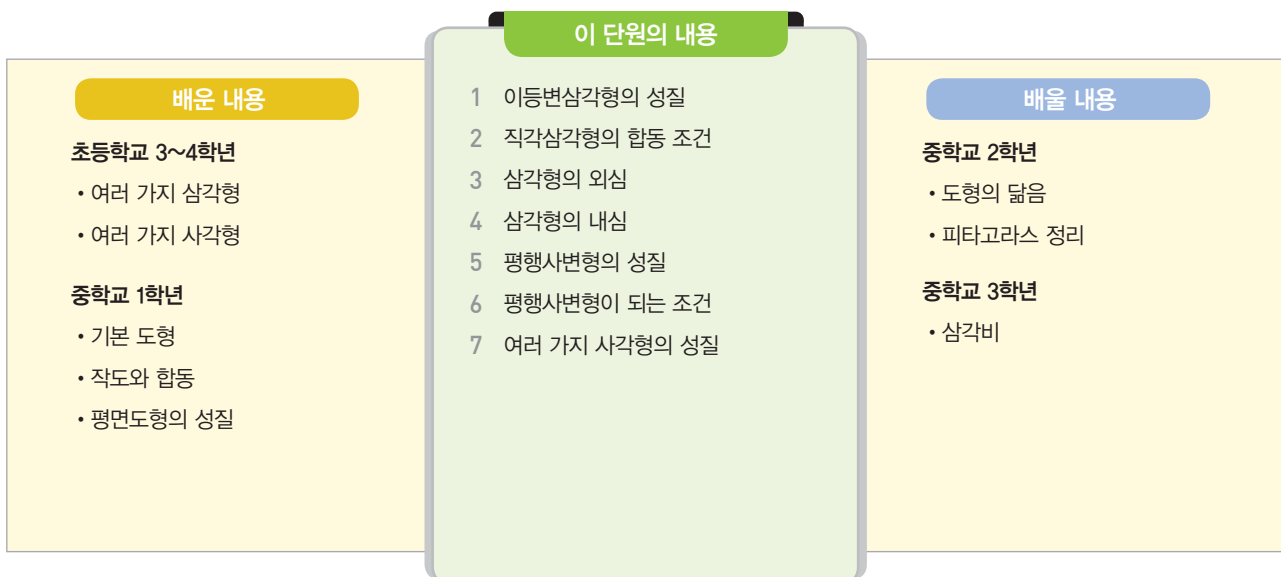 배운 내용
초등학교 3~4학년
• 여러 가지 삼각형
• 여러 가지 사각형
중학교 1학년
• 기본 도형
• 작도와 합동
• 평면도형의 성질
이 단원의 내용
1 이등변삼각형의 성질
2 직각삼각형의 합동 조건
3 삼각형의 외심
4 삼각형의 내심
5 평행사변형의 성질
6 평행사변형이 되는 조건
7 여러 가지 사각형의 성질
배울 내용
중학교 2학년
• 도형의 닮음
• 피타고라스 정리
중학교 3학년
• 삼각비